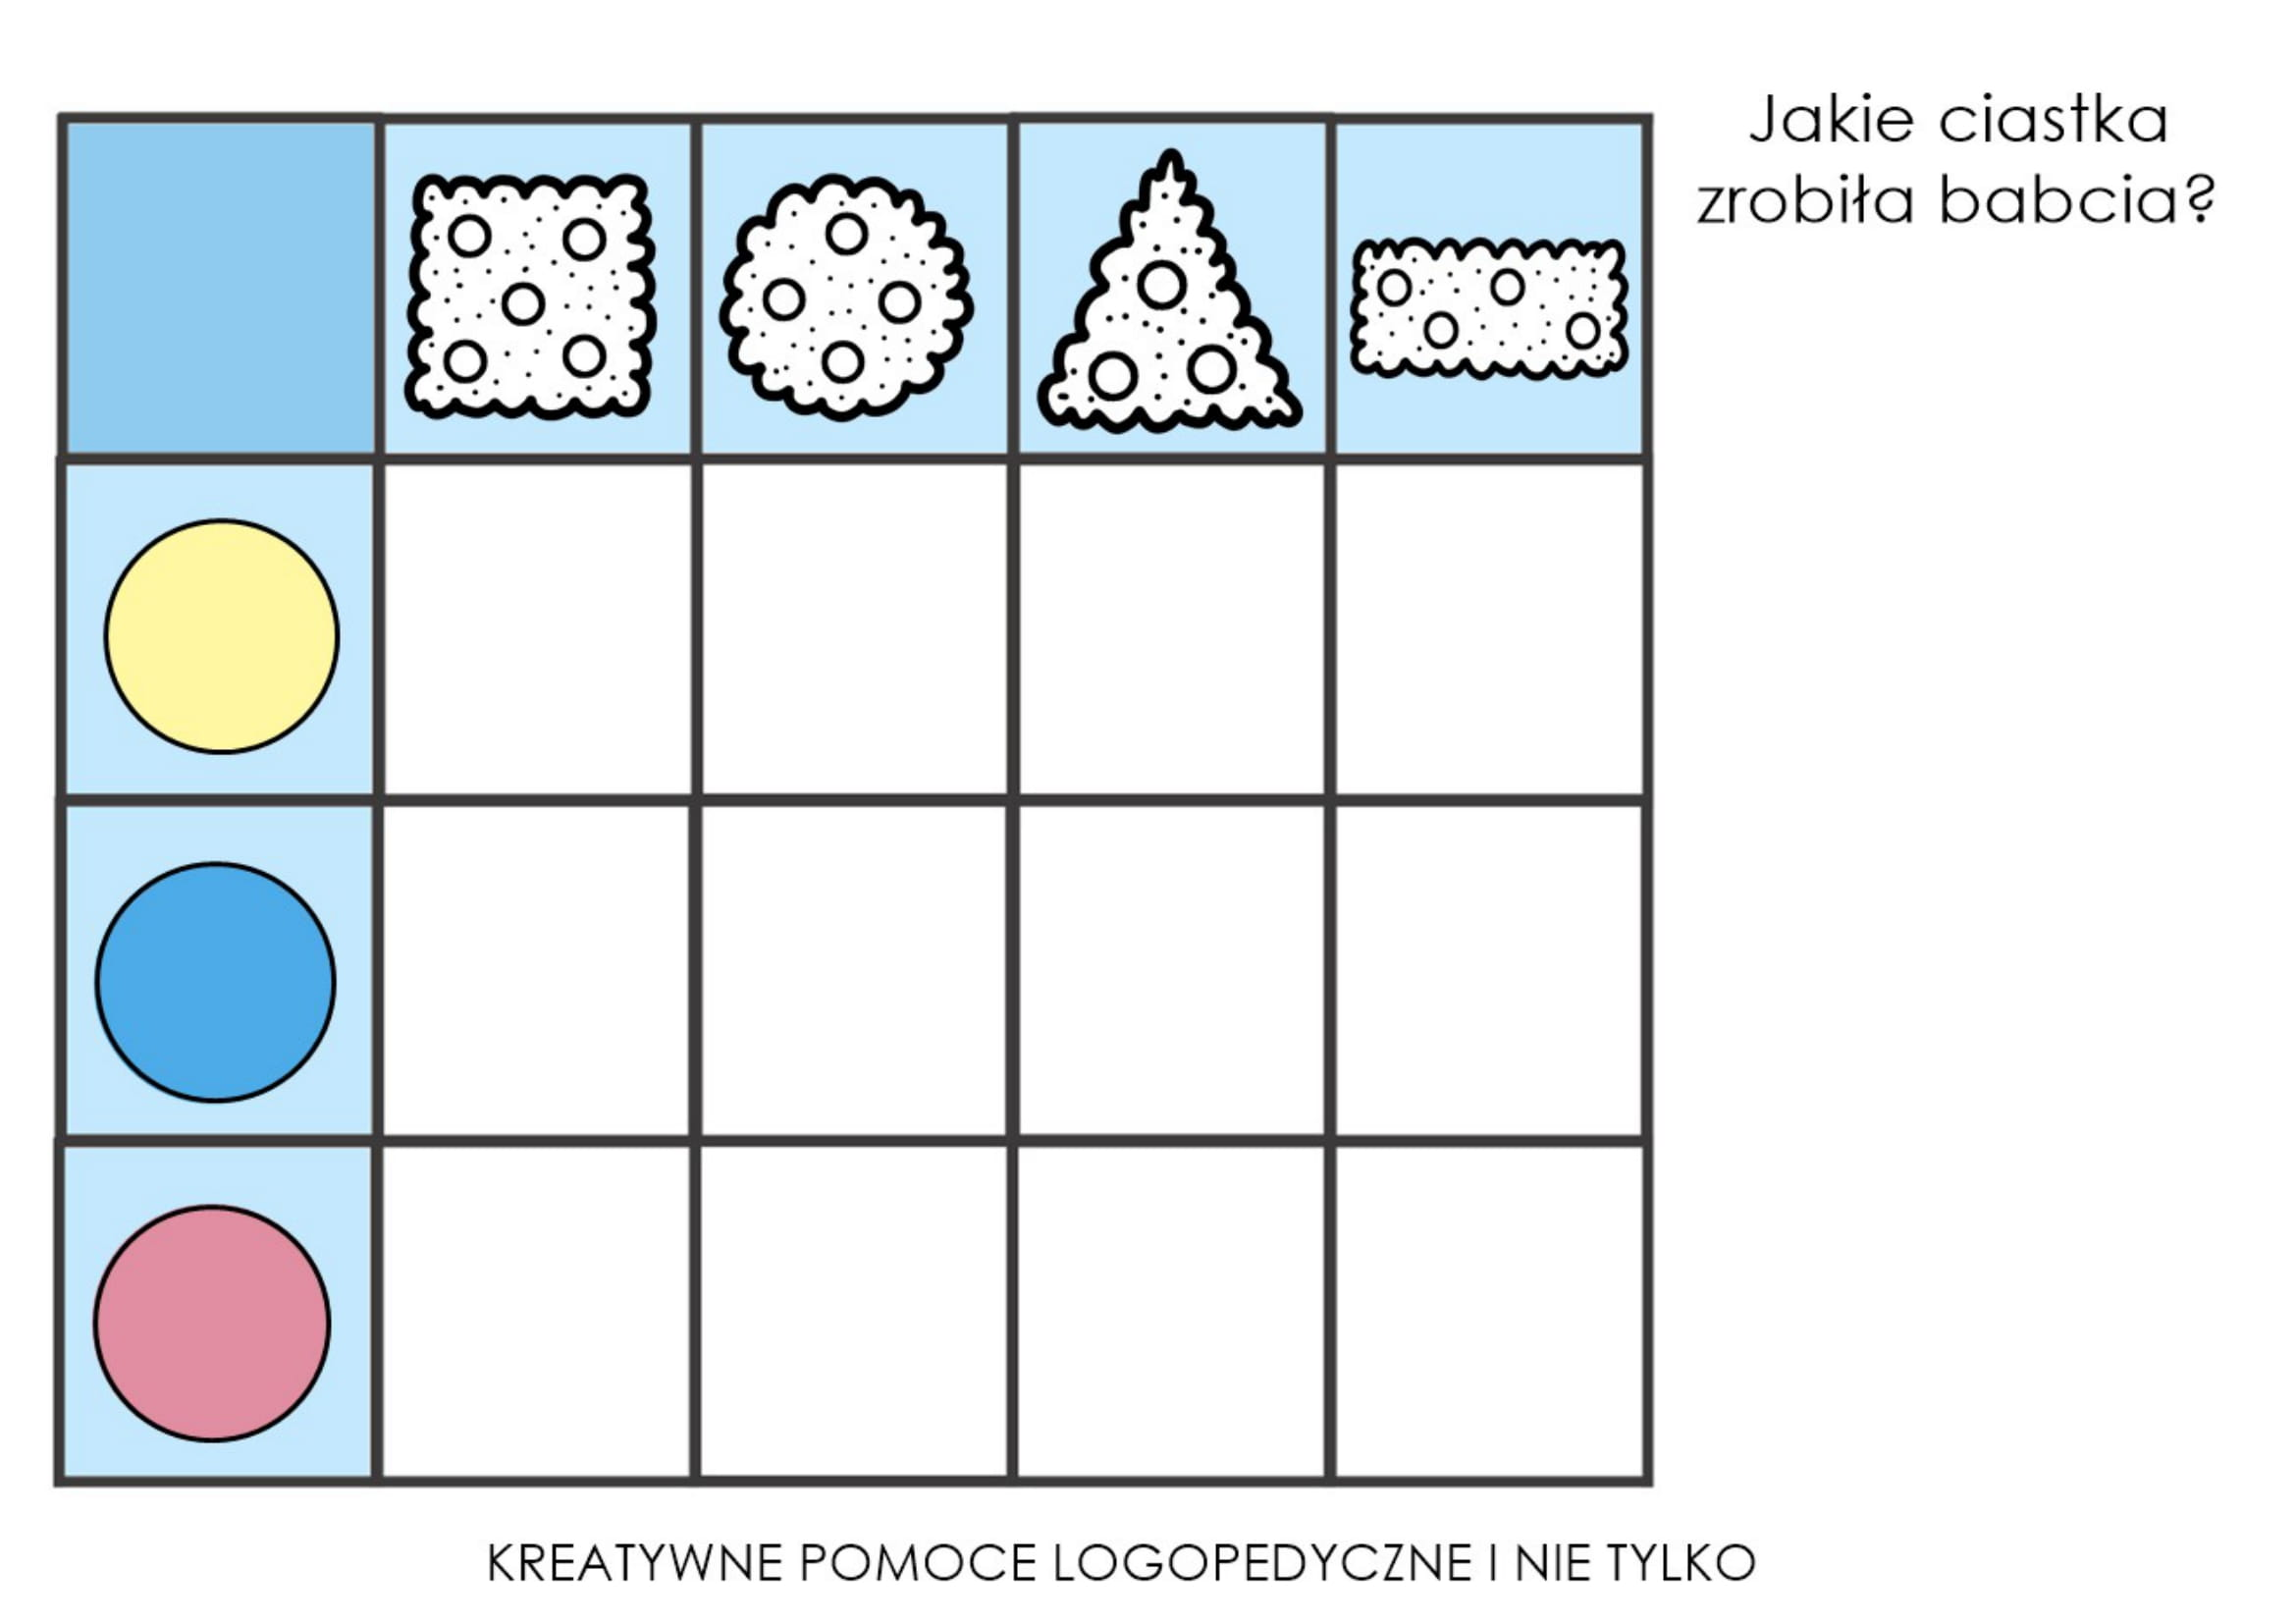 Jakie ciastka
zrobiła babcia?
KREATYWNE POMOCE LOGOPEDYCZNE I NIE TYLKO